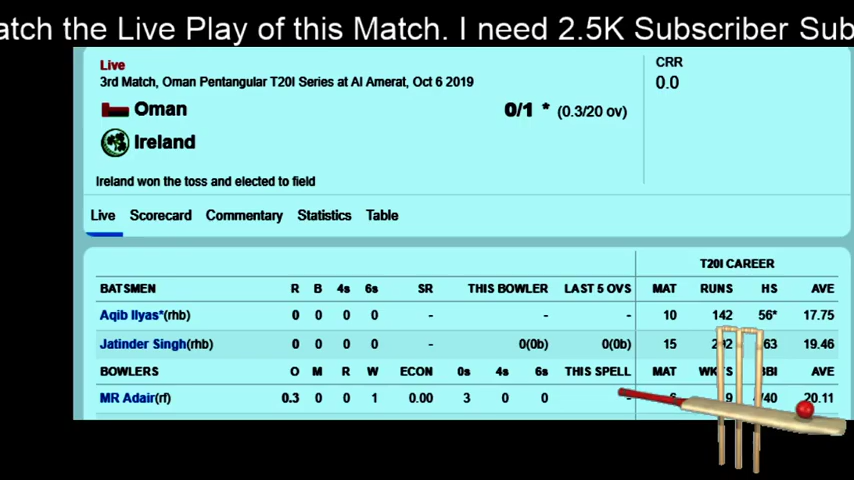 atch the Live Play of this Match. I need 2.5K Subscriber Sub
Live
3rd Match, Oman Pentangular T20I Series at Al Amerat, Oct 6 2019
CRR
0.0
Oman 0/1 * (0.3/20 ov)
Ireland
Ireland won the toss and elected to field
Live Scorecard Commentary Statistics Table
T20I CAREER
BATSMEN R B 4s 6s SR THIS BOWLER LAST 5 OVS MAT RUNS HS AVE
Aqib Ilyas*(rhb) 0 0 0 0 - - - 10 142 56* 17.75
Jatinder Singh(rhb) 0 0 0 0 - 0(0b) 0(0b) 15 63 19.46
BOWLERS O M R W ECON 0s 4s 6s THIS SPELL MAT AVE
MR Adair(rf) 0.3 0 0 1 0.00 3 0 0 20.11